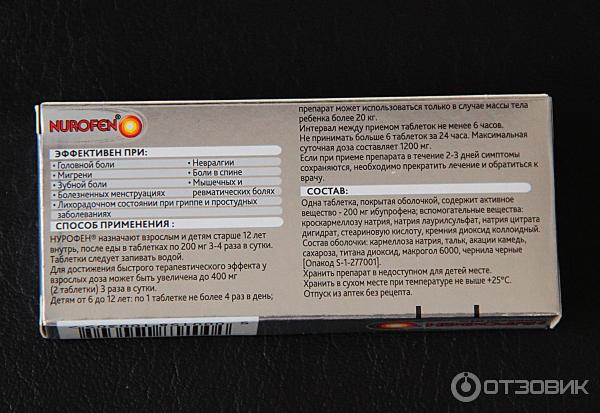 NUROFEN®
ЭФФЕКТИВЕН ПРИ:
• Головной боли
• Мигрени
• Зубной боли
• Болезненных менструациях
• Лихорадочном состоянии при гриппе и простудных
заболеваниях
• Невралгии
• Боли в спине
• Мышечных и
ревматических болях
СПОСОБ ПРИМЕНЕНИЯ :
НУРОФЕН® назначают взрослым и детям старше 12 лет
внутрь, после еды в таблетках по 200 мг 3-4 раза в сутки.
Таблетки следует запивать водой.
Для достижения быстрого терапевтического эффекта у
взрослых доза может быть увеличена до 400 мг
(2 таблетки) 3 раза в сутки.
Детям от 6 до 12 лет: по 1 таблетке не более 4 раз в день;
препарат может использоваться только в случае массы тела
ребенка более 20 кг.
Интервал между приемом таблеток не менее 6 часов.
Не принимать больше 6 таблеток за 24 часа. Максимальная
суточная доза составляет 1200 мг.
Если при приеме препарата в течение 2-3 дней симптомы
сохраняются, необходимо прекратить лечение и обратиться к
врачу.
СОСТАВ:
Одна таблетка, покрытая оболочкой, содержит активное
вещество - 200 мг ибупрофена; вспомогательные вещества:
кроскармеллозу натрия, натрия лаурилсульфат, натрия цитрата
дигидрат, стеариновую кислоту, кремния диоксид коллоидный.
Состав оболочки: кармеллоза натрия, тальк, акации камедь,
сахароза, титана диоксид, макрогол 6000, чернила черные
[Опакод S-1-277001].
Хранить препарат в недоступном для детей месте.
Хранить в сухом месте при температуре не выше +25°C.
Отпуск из аптек без рецепта.
ОТЗОВИК